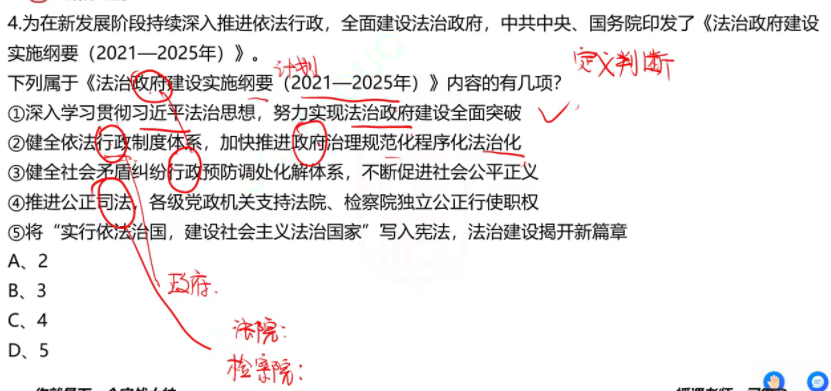 4.为在新发展阶段持续深入推进依法行政，全面建设法治政府，中共中央、国务院印发了《法治政府建设
实施纲要（2021—2025年）》。
计划
定义判断
下列属于《法治政府建设实施纲要（2021—2025年）》内容的有几项？
①深入学习贯彻习近平法治思想，努力实现法治政府建设全面突破
②健全依法行政制度体系，加快推进政府治理规范化程序化法治化
③健全社会矛盾纠纷行政预防调处化解体系，不断促进社会公平正义
④推进公正司法，各级党政机关支持法院、检察院独立公正行使职权
⑤将“实行依法治国，建设社会主义法治国家”写入宪法，法治建设揭开新篇章
A、2
B、3
政府.
C、4
法院：
D、5
检察院：